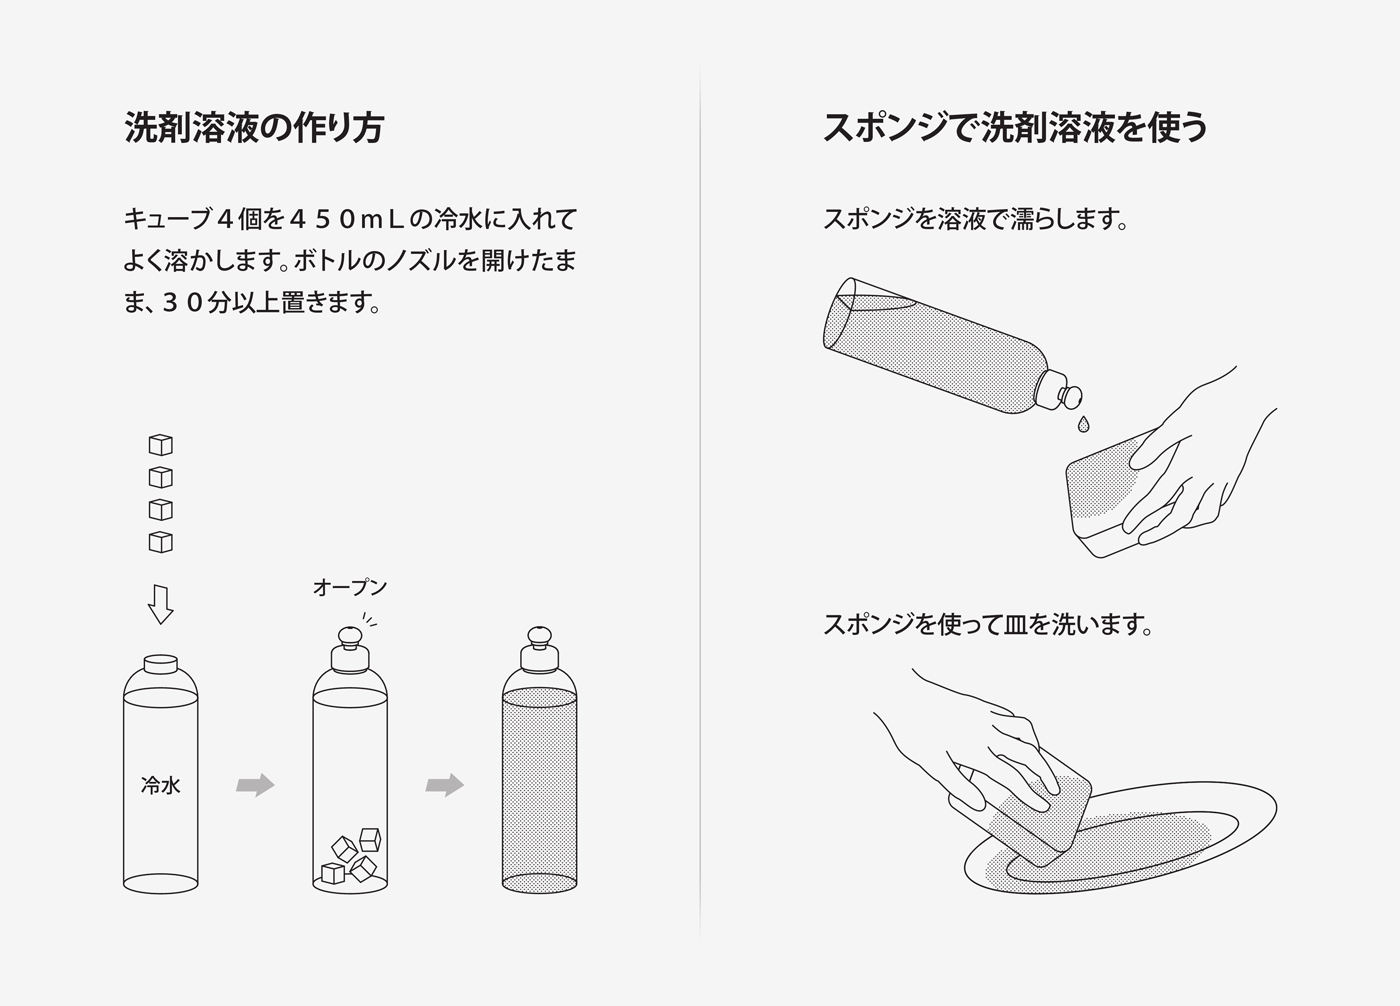 洗剤溶液の作り方
キューブ４個を４５０ｍＬの冷水に入れて
よく溶かします。ボトルのノズルを開けたま
ま、３０分以上置きます。
オープン
冷水
スポンジで洗剤溶液を使う
スポンジを溶液で濡らします。
スポンジを使って皿を洗います。